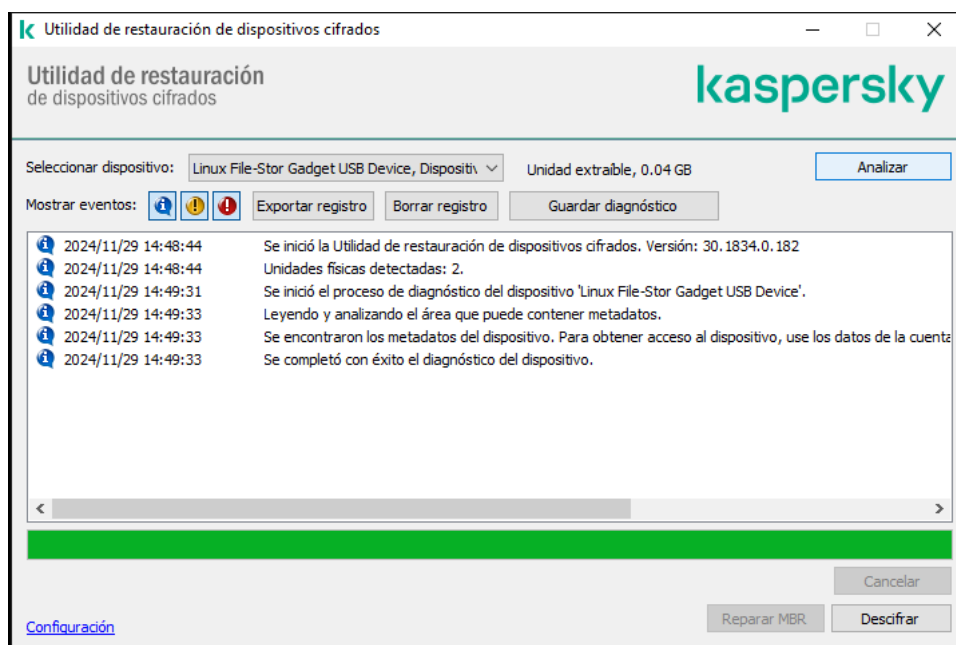 Utilidad de restauración de dispositivos cifrados
Utilidad de restauración
de dispositivos cifrados
kaspersky
Seleccionar dispositivo: Linux File-Stor Gadget USB Device, Dispositiv Unidad extraíble, 0.04 GB Analizar
Mostrar eventos: Exportar registro Borrar registro Guardar diagnóstico
2024/11/29 14:48:44 Se inició la Utilidad de restauración de dispositivos cifrados. Versión: 30.1834.0.182
2024/11/29 14:48:44 Unidades físicas detectadas: 2.
2024/11/29 14:49:31 Se inició el proceso de diagnóstico del dispositivo 'Linux File-Stor Gadget USB Device'.
2024/11/29 14:49:33 Leyendo y analizando el área que puede contener metadatos.
2024/11/29 14:49:33 Se encontraron los metadatos del dispositivo. Para obtener acceso al dispositivo, use los datos de la cuenta
2024/11/29 14:49:33 Se completó con éxito el diagnóstico del dispositivo.
Cancelar
Reparar MBR Descifrar
Configuración